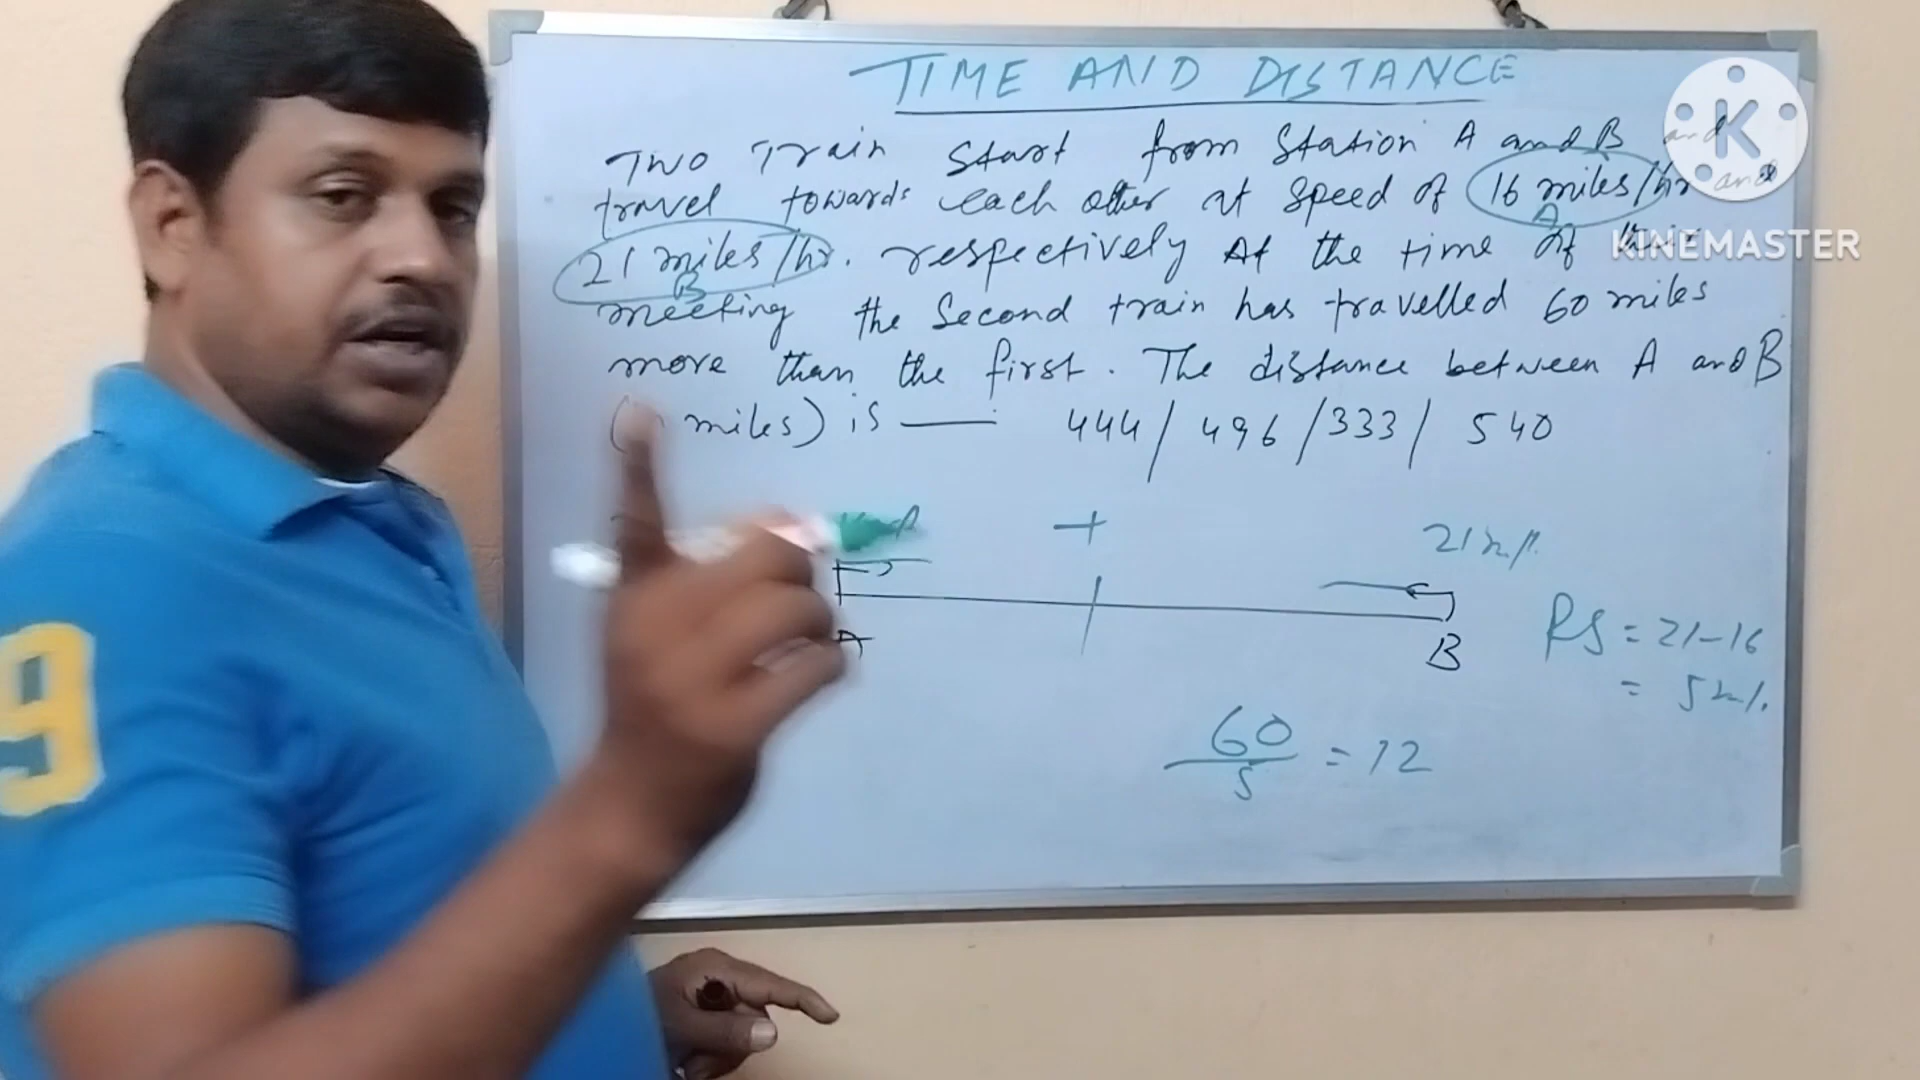 TIME AND DISTANCE
Two Train Start from Station A and B and
travel towards each other at speed of 16 miles/hr and
A
21 miles/hr. respectively At the time of their
B
meeting the Second train has travelled 60 miles
more than the first. The distance between A and B
miles) is — 444/ 496 /333/ 540
A + 21 m/h
A B
RS = 21-16
= 5 m/h
60/5 = 12
K
KINEMASTER
9